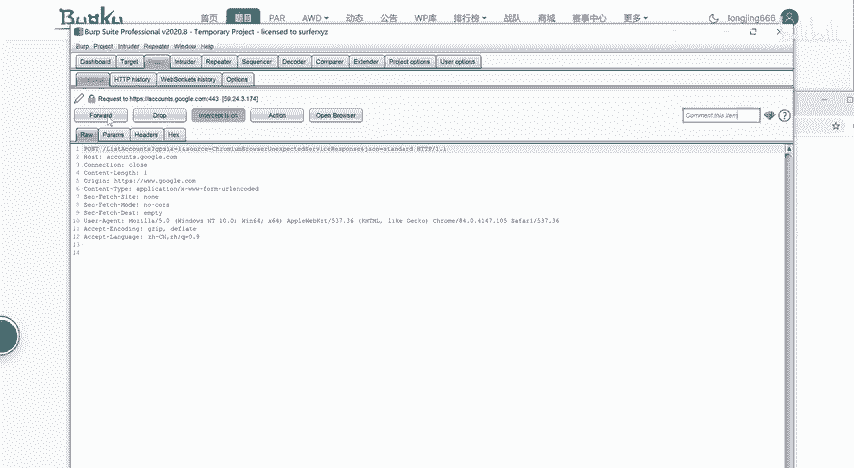 首页 PAR AWD 动态 公告 WP库 排行榜 战队 商城 赛事中心 更多 longjing666
Burp Suite Professional v2020.8 - Temporary Project - licensed to surferxyz
Burp Project Intruder Repeater Window Help
Dashboard Target Intruder Repeater Sequencer Decoder Comparer Extender Project options User options
HTTP history WebSockets history Options
Request to https://accounts.google.com:443 [59.24.3.174]
Forward Drop Intercept is on Action Open Browser Comment this item
Raw Params Headers Hex
1 POST /ListAccounts?gpsia=1&source=ChromiumBrowserUnexpectedServiceResponse&json=standard HTTP/1.1
2 Host: accounts.google.com
3 Connection: close
4 Content-Length: 1
5 Origin: https://www.google.com
6 Content-Type: application/x-www-form-urlencoded
7 Sec-Fetch-Site: none
8 Sec-Fetch-Mode: no-cors
9 Sec-Fetch-Dest: empty
10 User-Agent: Mozilla/5.0 (Windows NT 10.0; Win64; x64) AppleWebKit/537.36 (KHTML, like Gecko) Chrome/84.0.4147.105 Safari/537.36
11 Accept-Encoding: gzip, deflate
12 Accept-Language: zh-CN,zh;q=0.9
13
14